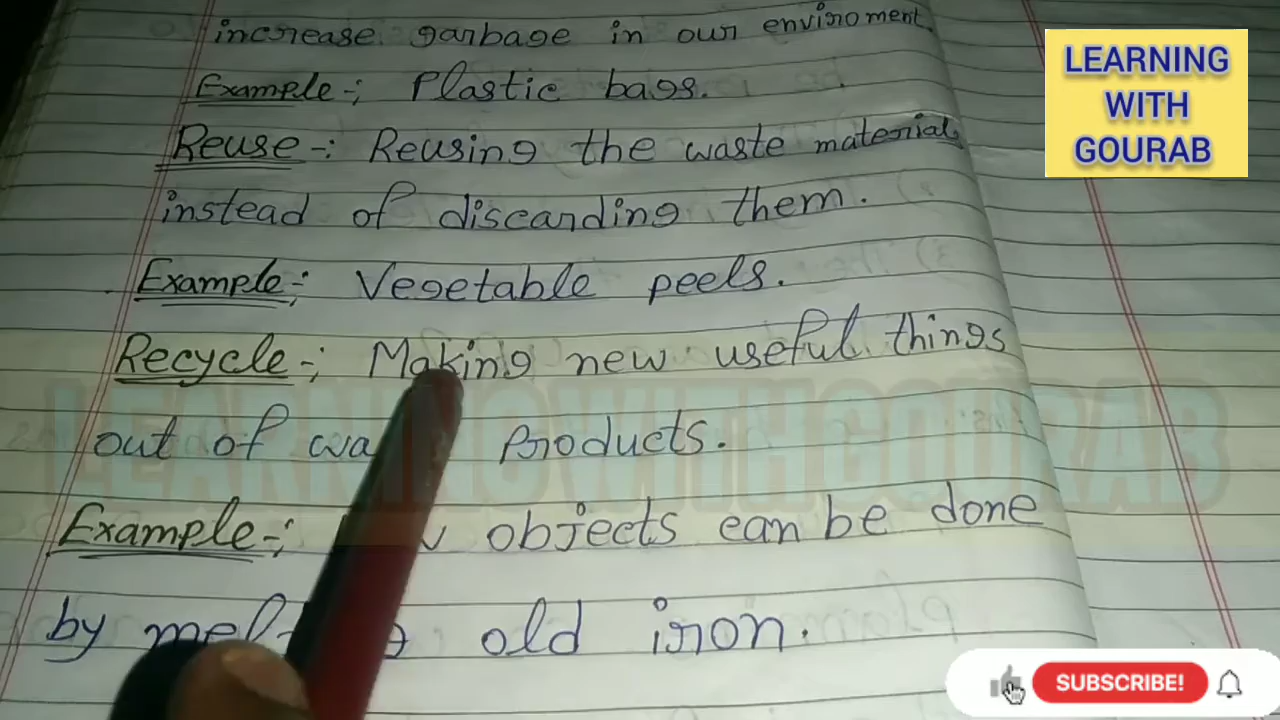 increase garbage in our enviroment
Example-; Plastic bags.
Reuse-: Reusing the waste materials
instead of discarding them.
Example-; Vegetable peels.
Recycle-; Making new useful things
out of wa products.
Example-; objects can be done
by old iron.
LEARNING
WITH
GOURAB
LEARNINGWITHGOURAB
SUBSCRIBE!